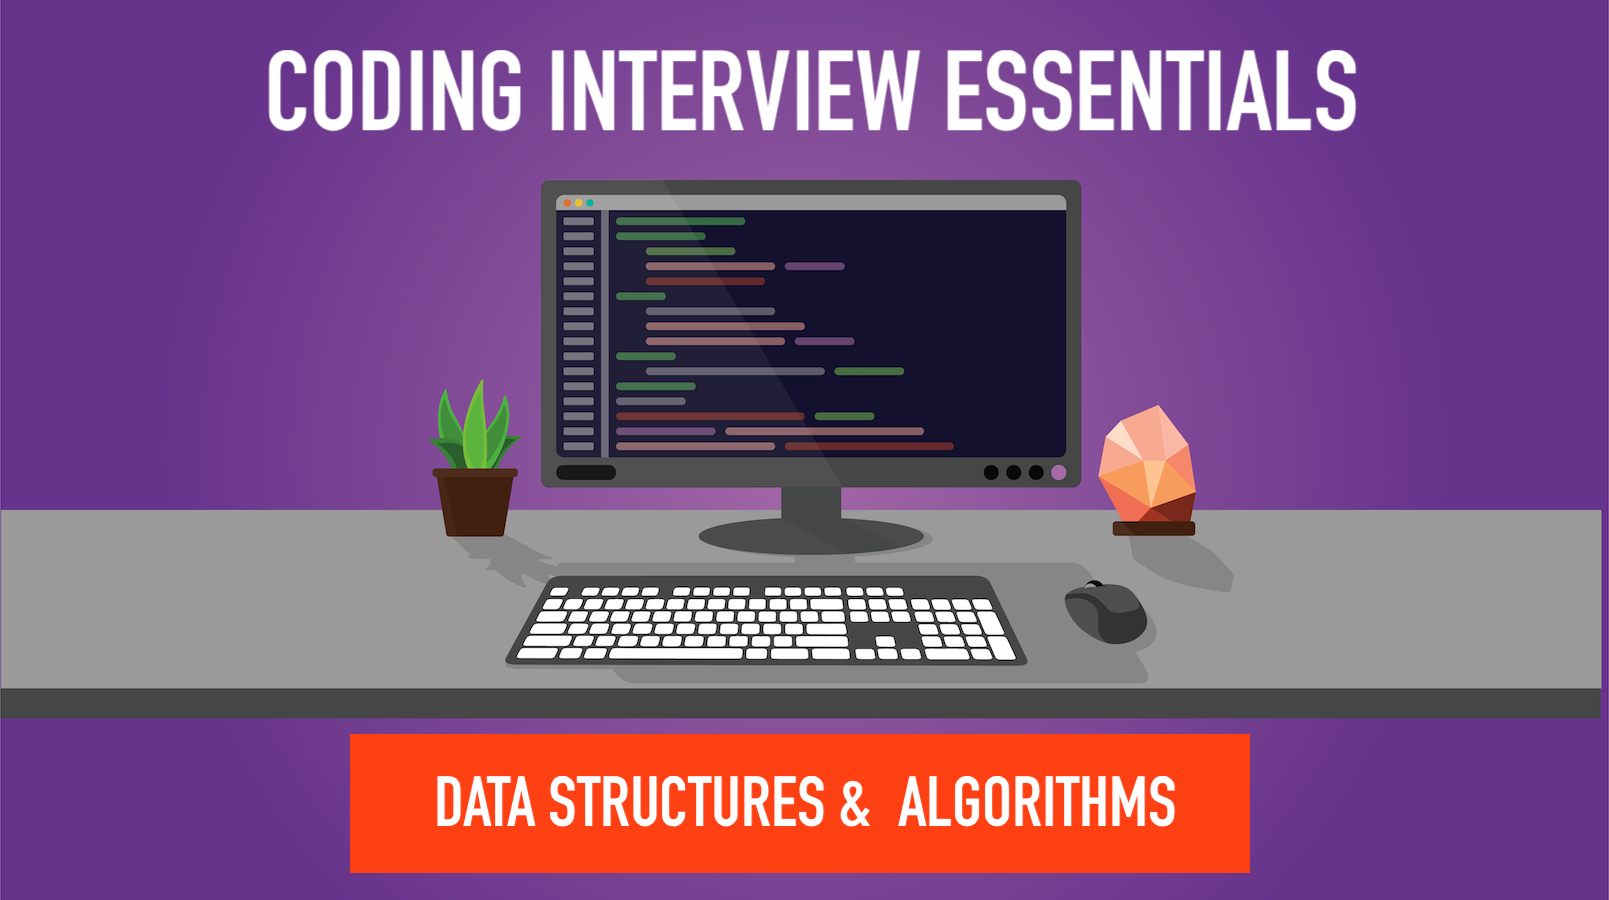 CODING INTERVIEW ESSENTIALS
DATA STRUCTURES & ALGORITHMS